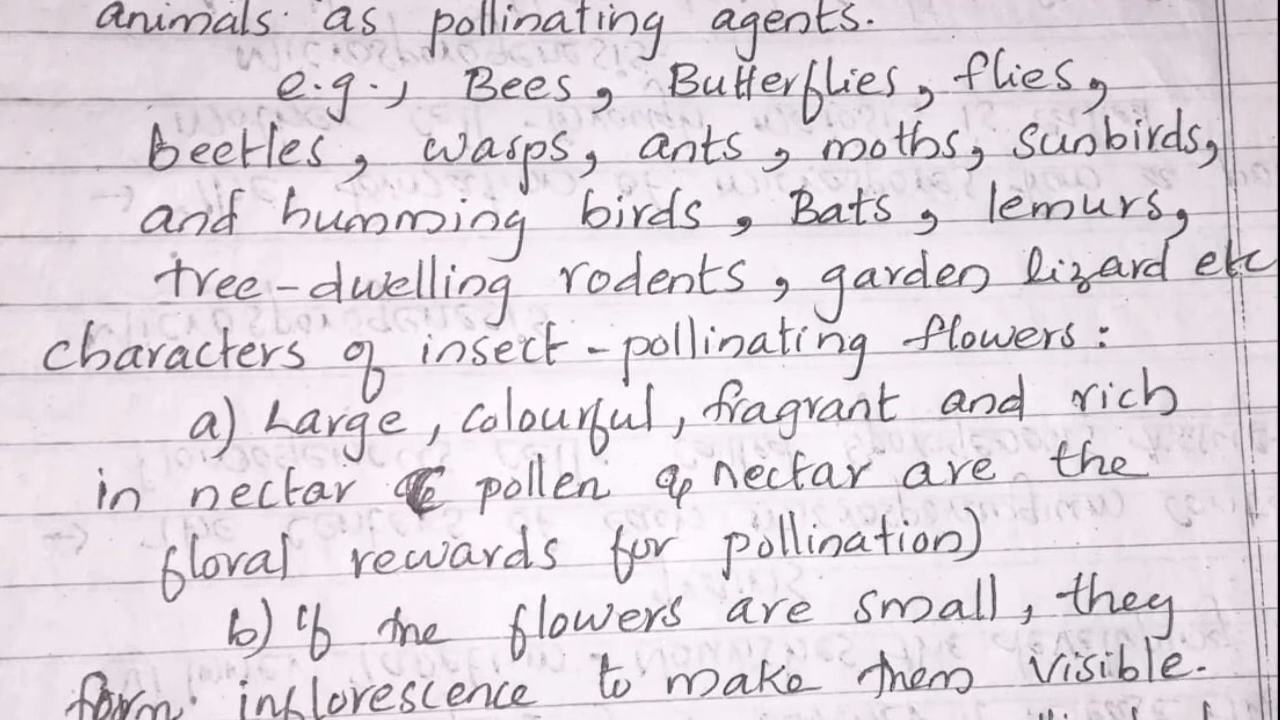 animals as pollinating agents.
e.g., Bees, Butterflies, flies,
beetles, wasps, ants, moths, sunbirds,
and humming birds, Bats, lemurs,
tree-dwelling rodents, garden lizard etc
characters of insect-pollinating flowers:
a) Large, colourful, fragrant and rich
in nectar ( pollen & nectar are the
floral rewards for pollination)
b) if the flowers are small, they
form inflorescence to make them visible.